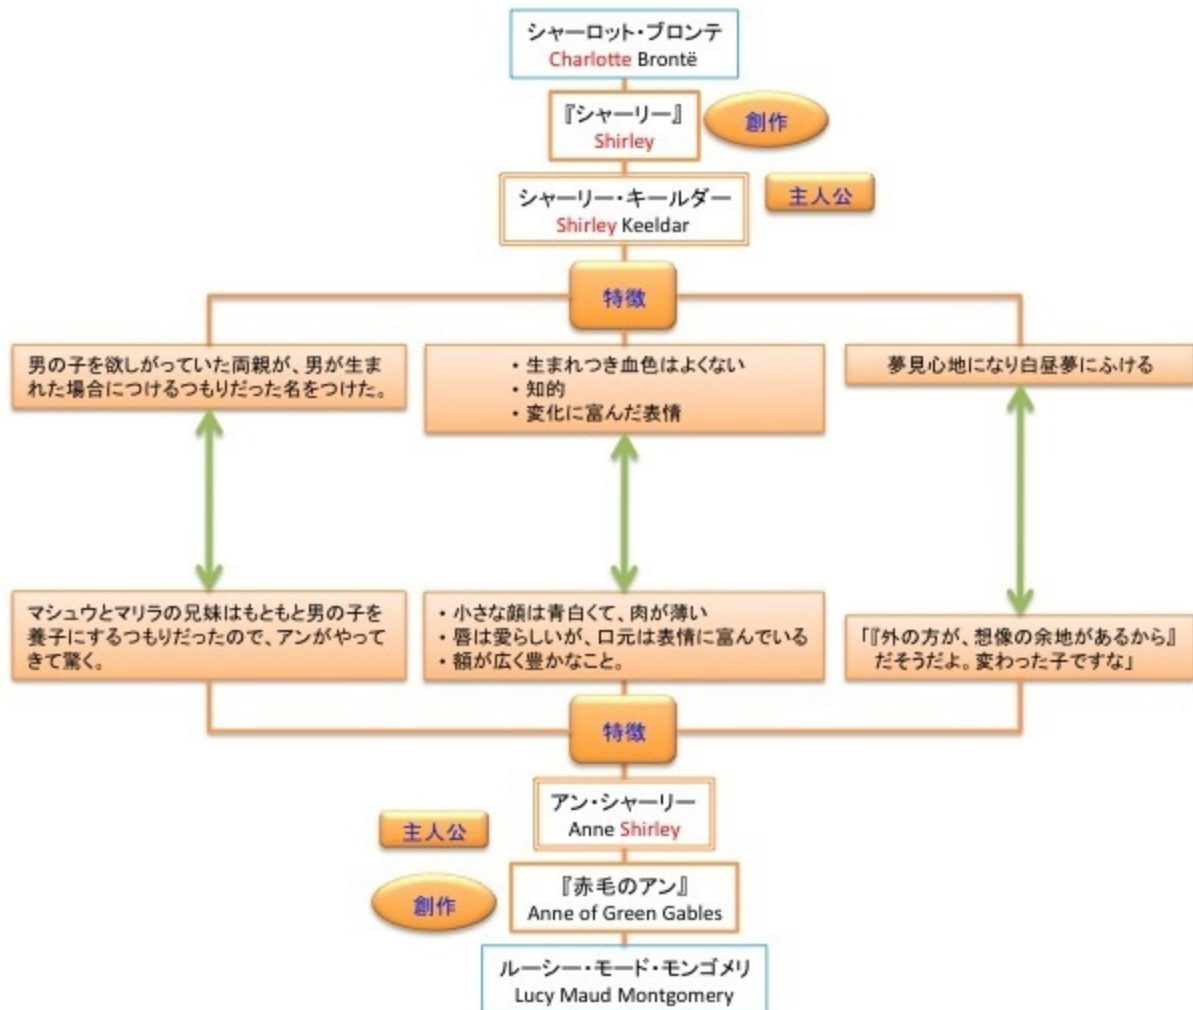 シャーロット・ブロンテ
Charlotte Brontë
『シャーリー』
Shirley
創作
シャーリー・キールダー
Shirley Keeldar
主人公
特徴
男の子を欲しがっていた両親が、男が生ま
れた場合につけるつもりだった名をつけた。
・生まれつき血色はよくない
・知的
・変化に富んだ表情
夢見心地になり白昼夢にふける
マシュウとマリラの兄妹はもともと男の子を
養子にするつもりだったので、アンがやって
きて驚く。
・小さな顔は青白くて、肉が薄い
・唇は愛らしいが、口元は表情に富んでいる
・額が広く豊かなこと。
「『外の方が、想像の余地があるから』
だそうだよ。変わった子ですな」
特徴
アン・シャーリー
Anne Shirley
主人公
『赤毛のアン』
Anne of Green Gables
創作
ルーシー・モード・モンゴメリ
Lucy Maud Montgomery